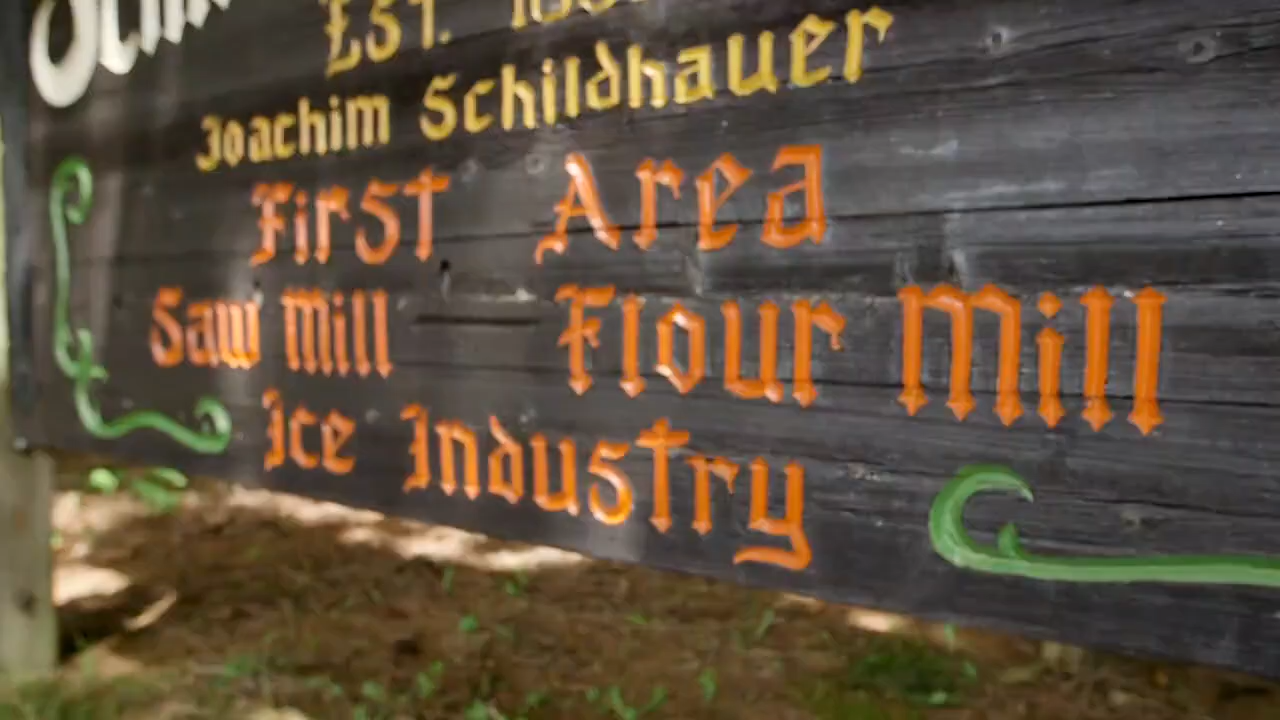 Est.
Joachim Schildhauer
First Area
Saw Mill Flour Mill
Ice Industry